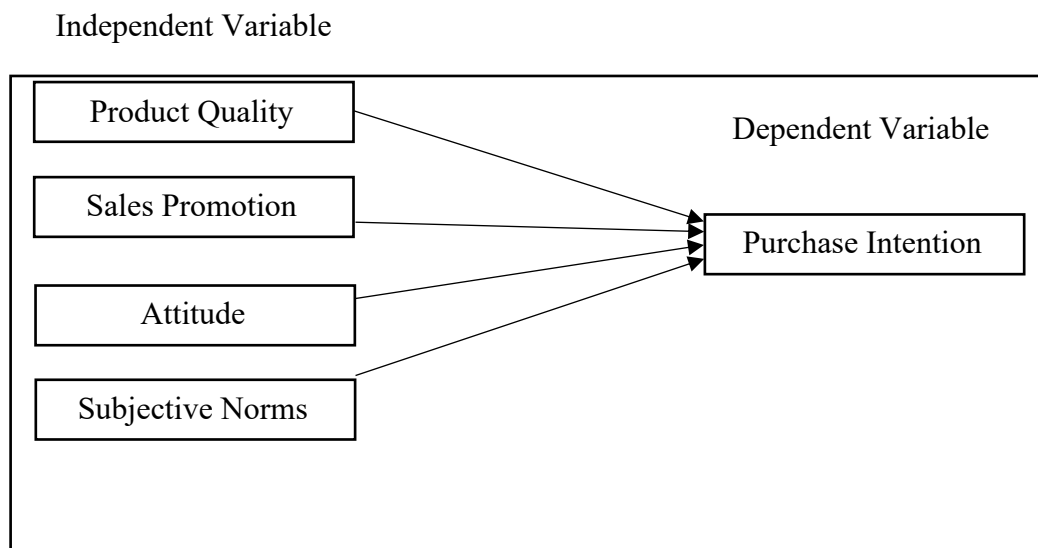 Independent Variable
Product Quality
Dependent Variable
Sales Promotion
Purchase Intention
Attitude
Subjective Norms